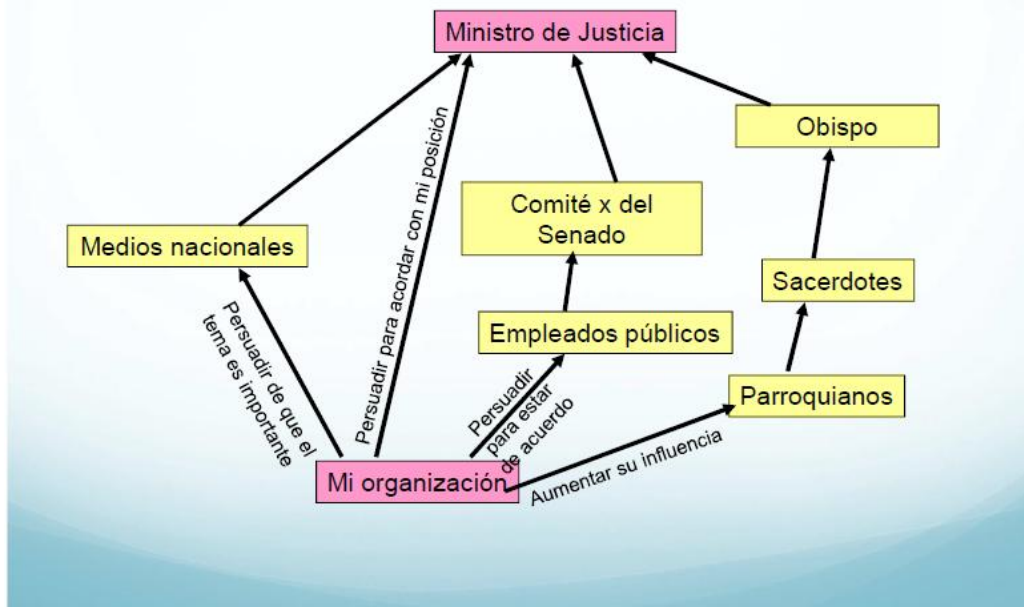 Ministro de Justicia
Obispo
Comité x del
Senado
Medios nacionales
Sacerdotes
Empleados públicos
Parroquianos
Persuadir de que el
tema es importante
Persuadir para acordar con mi posición
Persuadir
para estar
de acuerdo
Aumentar su influencia
Mi organización